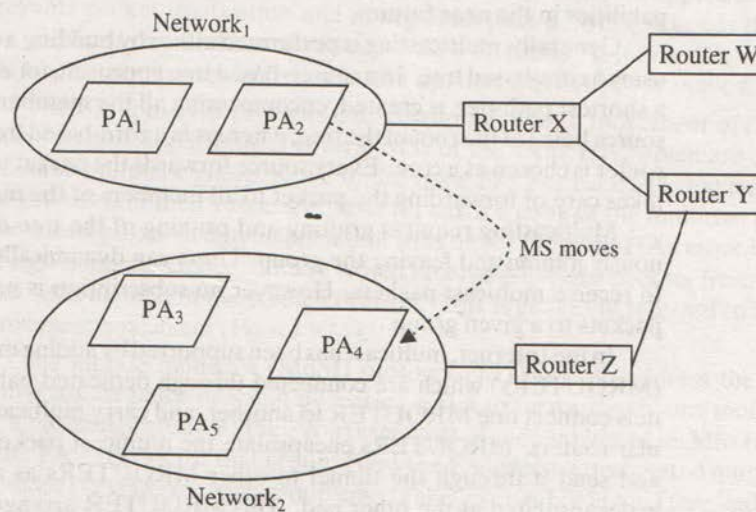 Network1
Router W
PA1
PA2
Router X
Router Y
MS moves
PA3
PA4
Router Z
PA5
Network2